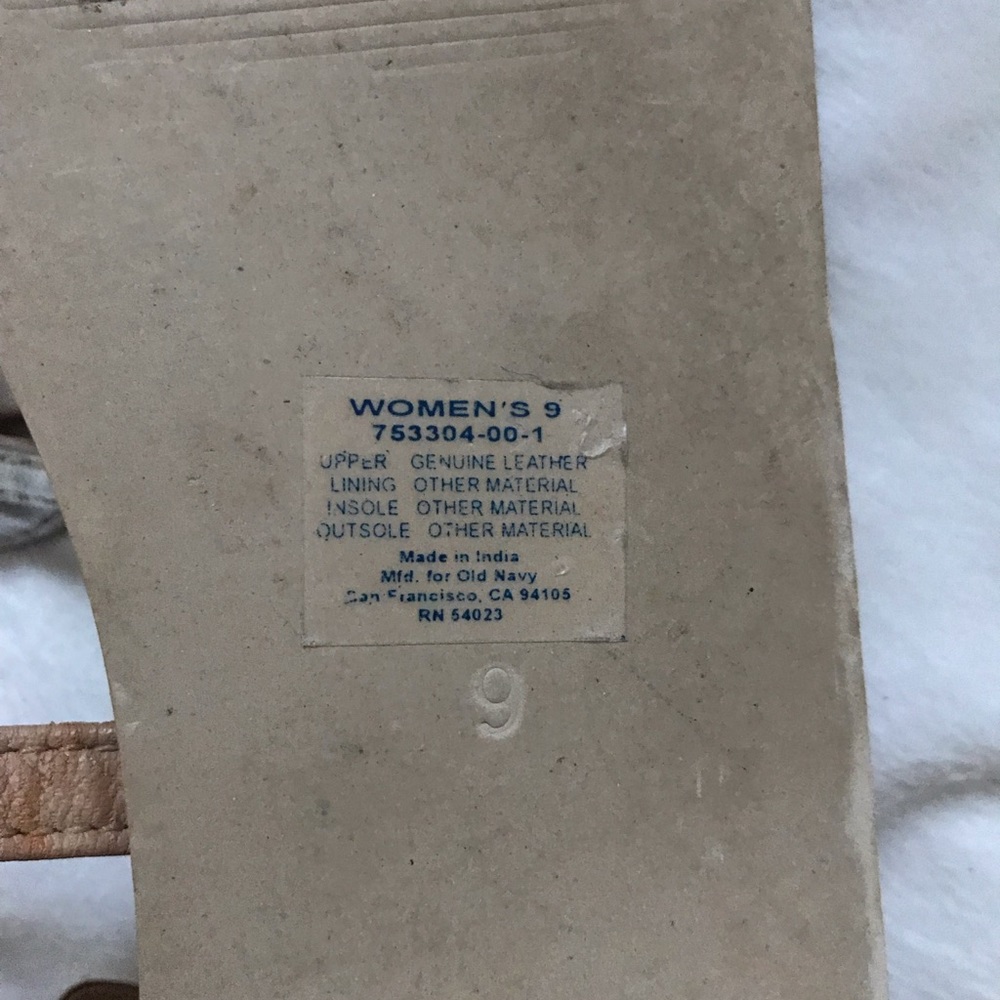 WOMEN'S 9
753304-00-1
UPPER GENUINE LEATHER
LINING OTHER MATERIAL
INSOLE OTHER MATERIAL
OUTSOLE OTHER MATERIAL
Made in India
Mfd. for Old Navy
San Francisco, CA 94105
RN 54023
9